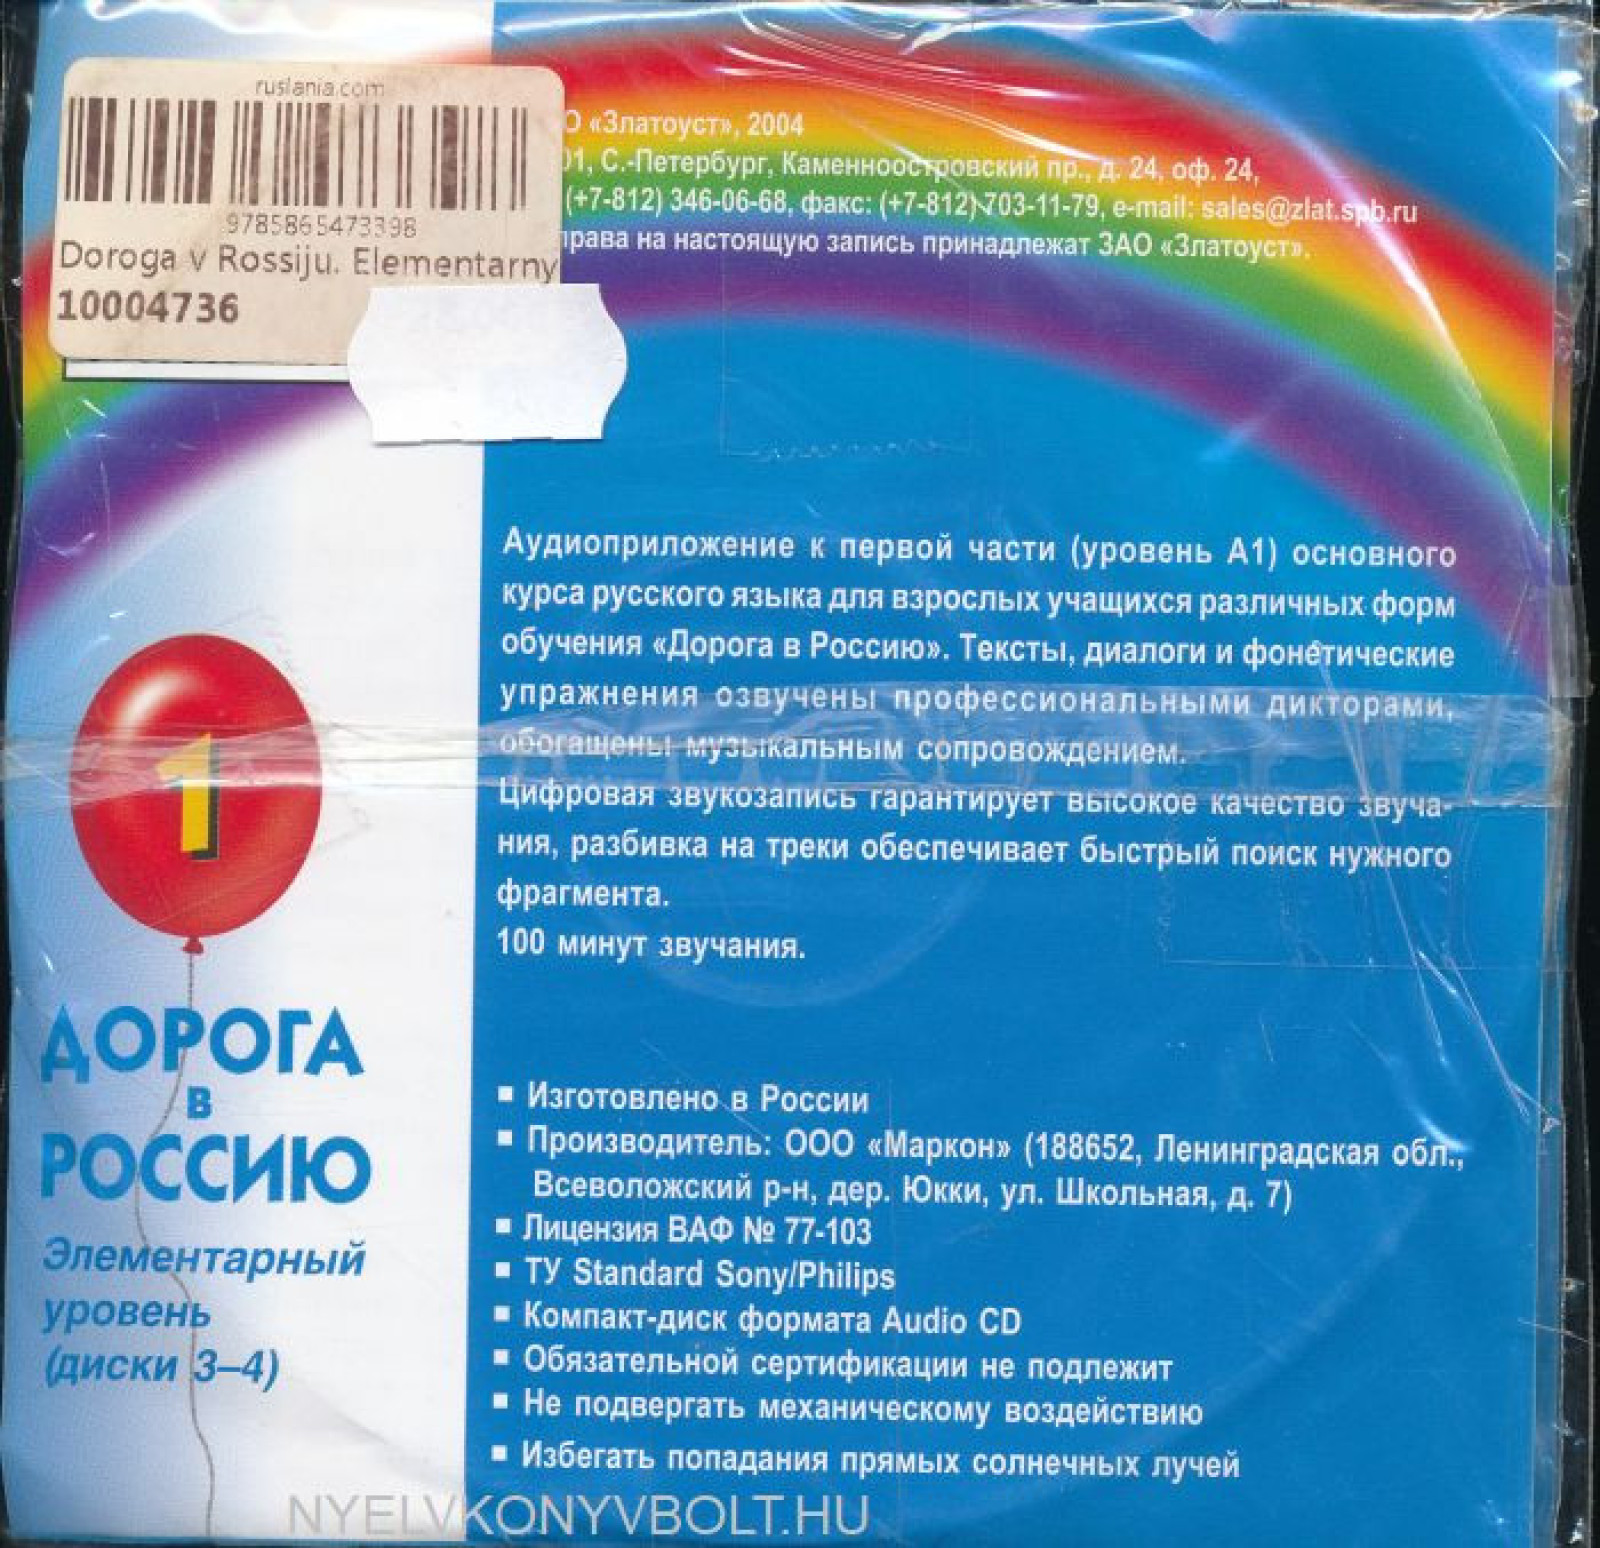 ruslania.com
9785865473398
Doroga v Rossiju. Elementarny
10004736
О «Златоуст», 2004
01, С.-Петербург, Каменноостровский пр., д. 24, оф. 24,
(+7-812) 346-06-68, факс: (+7-812) 703-11-79, e-mail: sales@zlat.spb.ru
права на настоящую запись принадлежат ЗАО «Златоуст».
Аудиоприложение к первой части (уровень А1) основного
курса русского языка для взрослых учащихся различных форм
обучения «Дорога в Россию». Тексты, диалоги и фонетические
упражнения озвучены профессиональными дикторами,
обогащены музыкальным сопровождением.
Цифровая звукозапись гарантирует высокое качество звуча-
ния, разбивка на треки обеспечивает быстрый поиск нужного
фрагмента.
100 минут звучания.
1
ДОРОГА
В
РОССИЮ
Элементарный
уровень
(диски 3–4)
▪ Изготовлено в России
▪ Производитель: ООО «Маркон» (188652, Ленинградская обл.,
Всеволожский р-н, дер. Юкки, ул. Школьная, д. 7)
▪ Лицензия ВАФ № 77-103
▪ ТУ Standard Sony/Philips
▪ Компакт-диск формата Audio CD
▪ Обязательной сертификации не подлежит
▪ Не подвергать механическому воздействию
▪ Избегать попадания прямых солнечных лучей
NYELVKONYVBOLT.HU